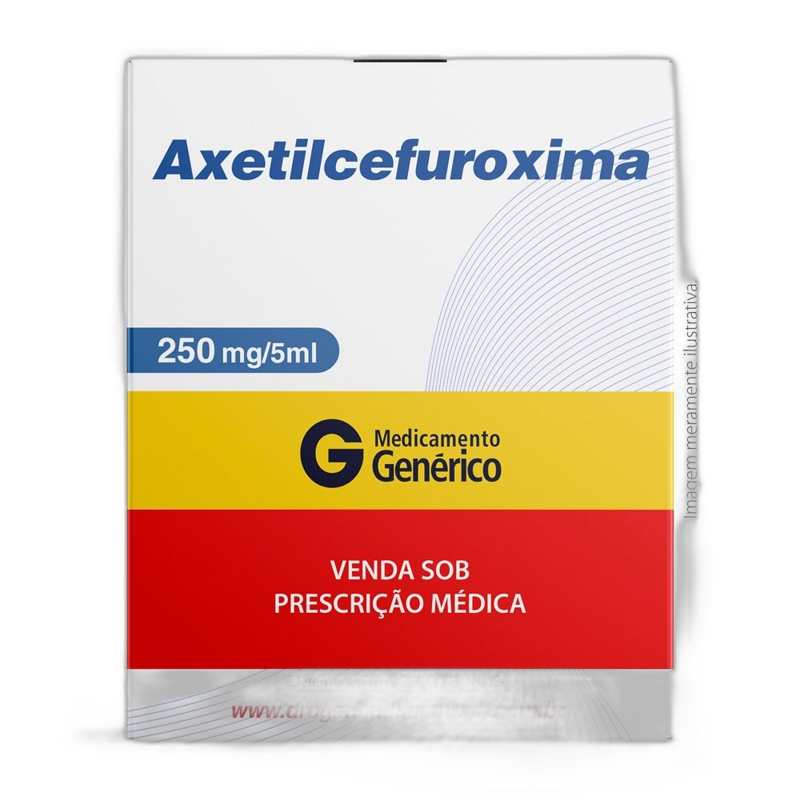 Axetilcefuroxima
250 mg/5ml
G Medicamento
Genérico
VENDA SOB
PRESCRIÇÃO MÉDICA
Imagem meramente ilustrativa.